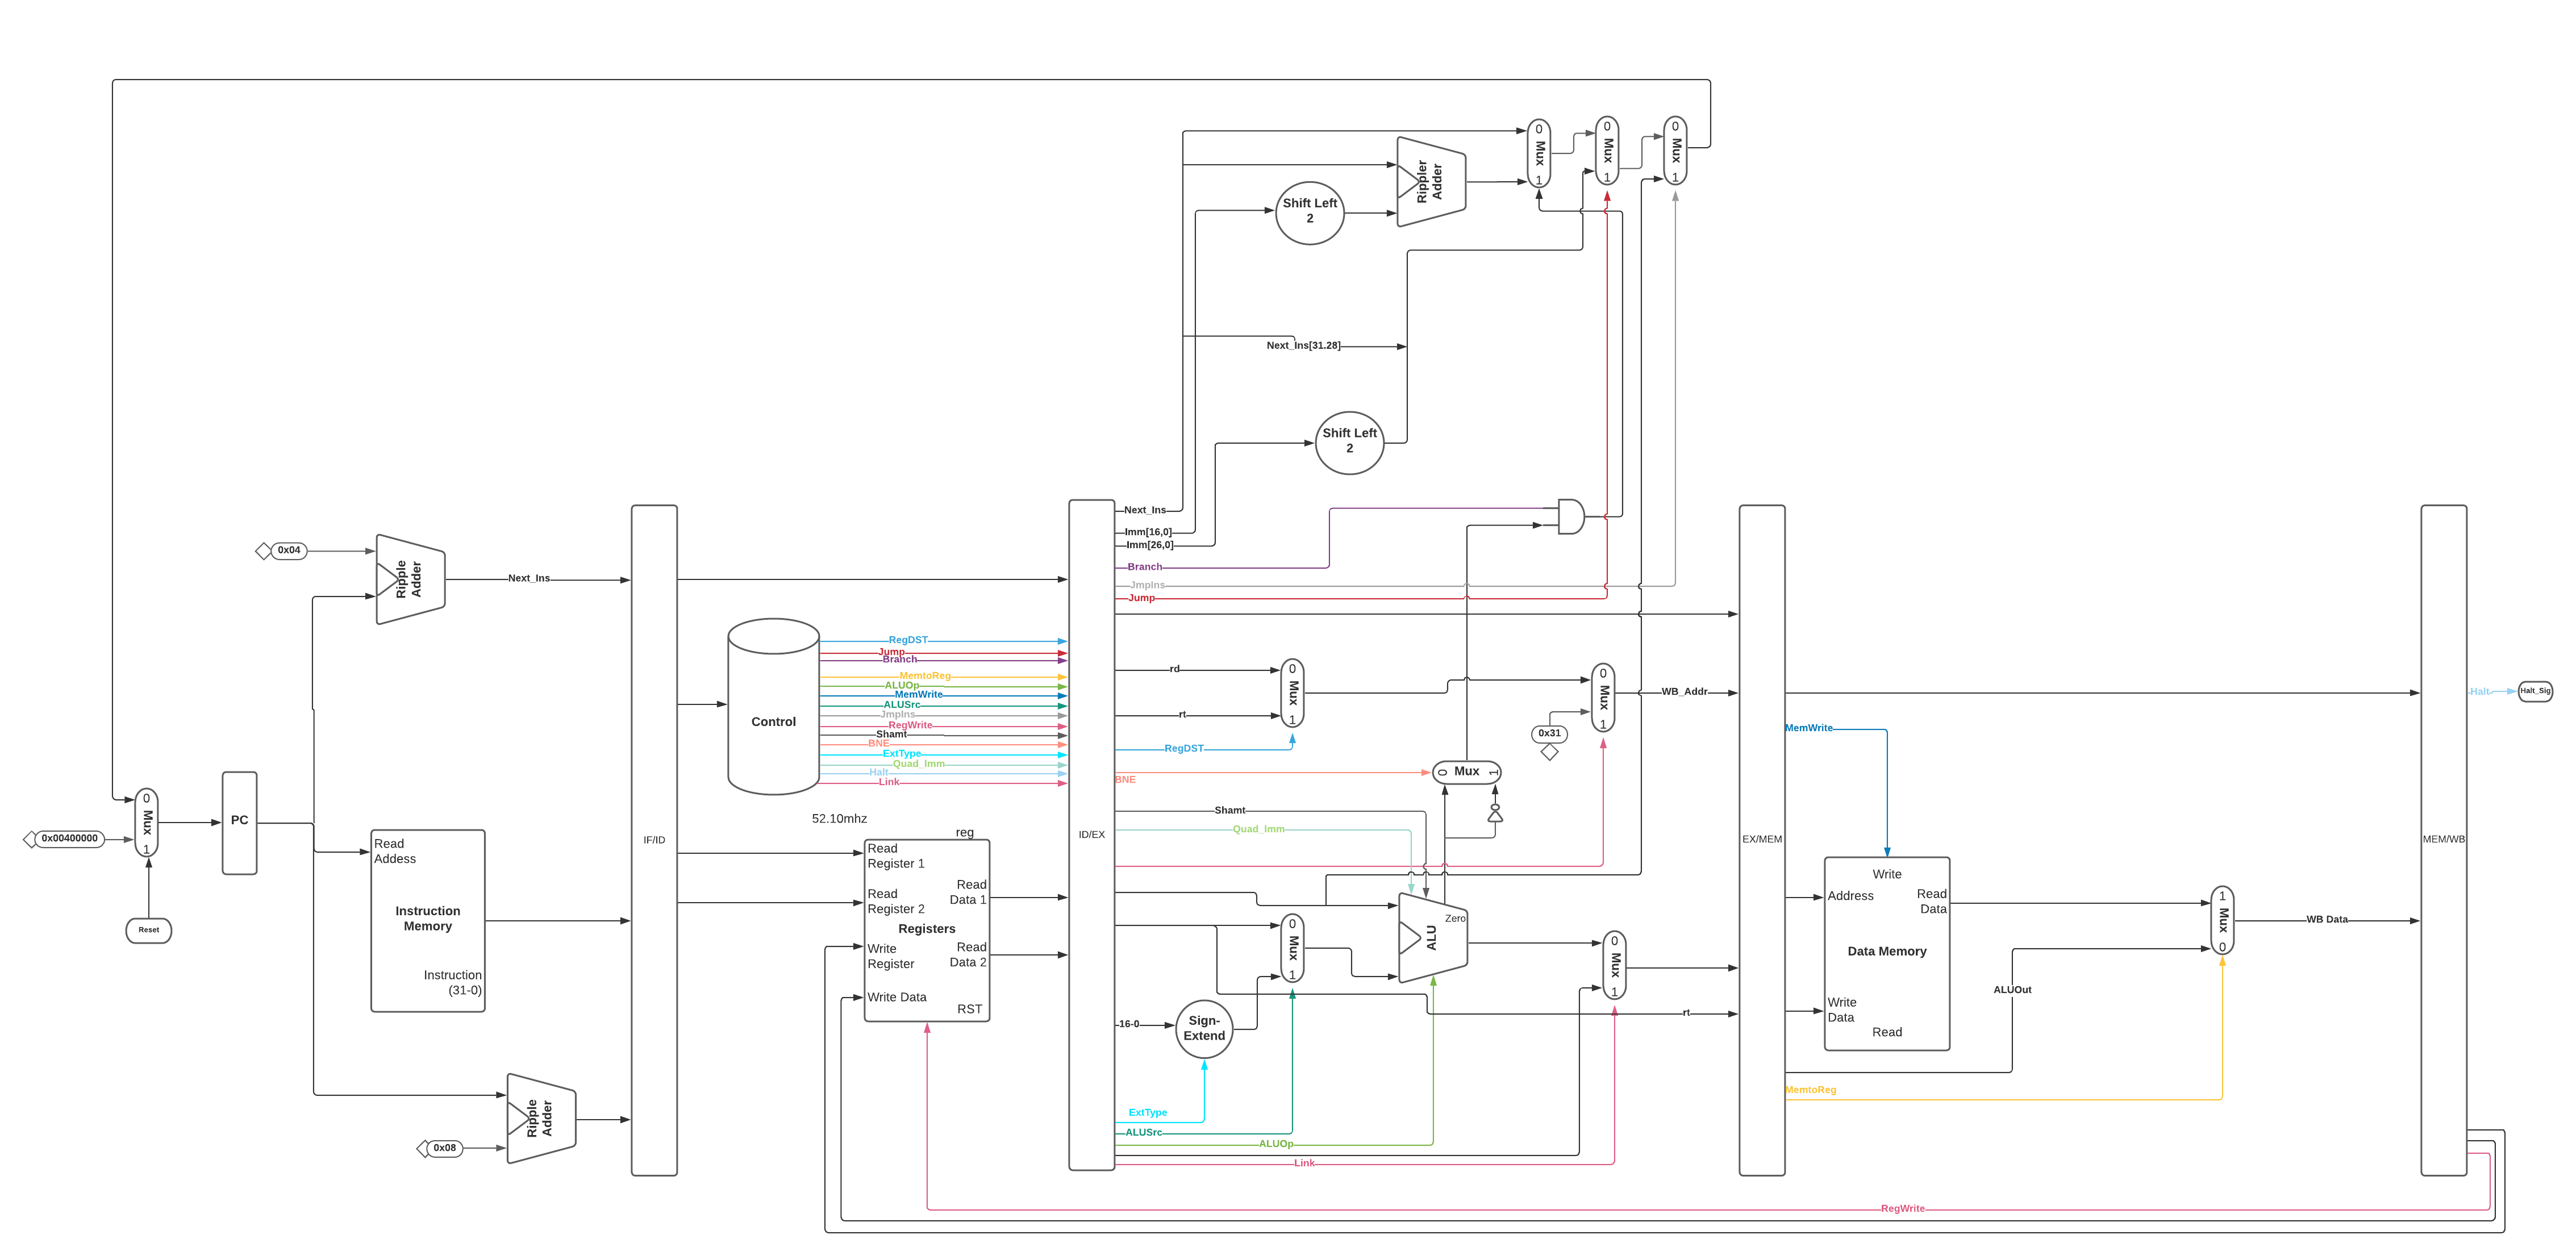 0
Mux
1
0
Mux
1
0
Mux
1
Rippler
Adder
Shift Left
2
Next_Ins[31.28]
Shift Left
2
Next_Ins
Imm[16,0]
Imm[26,0]
Branch
JmpIns
Jump
0x04
Ripple
Adder
Next_Ins
RegDST
Jump
Branch
MemtoReg
ALUOp
MemWrite
ALUSrc
JmpIns
RegWrite
Shamt
BNE
ExtType
Quad_Imm
Halt
Link
Control
rd
rt
0
Mux
1
RegDST
0
Mux
1
WB_Addr
0x31
Halt
Halt_Sig
MemWrite
BNE
0
Mux
1
Shamt
Quad_Imm
0
Mux
1
PC
0x00400000
Reset
Read
Addess
Instruction
Memory
Instruction
(31-0)
IF/ID
52.10mhz
reg
Read
Register 1
Read
Register 2
Read
Data 1
Registers
Write
Register
Read
Data 2
Write Data
RST
ID/EX
0
Mux
1
Zero
ALU
0
Mux
1
16-0
Sign-
Extend
rt
ExtType
ALUSrc
ALUOp
Link
EX/MEM
Write
Address
Read
Data
Data Memory
Write
Data
Read
ALUOut
MemtoReg
1
Mux
0
WB Data
MEM/WB
Ripple
Adder
0x08
RegWrite